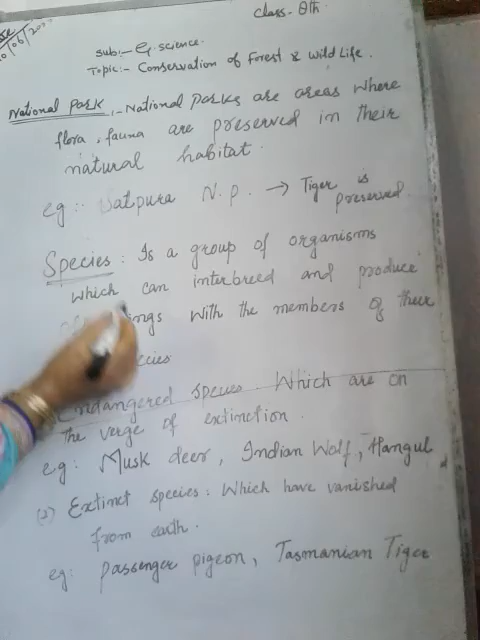 Class - 8th
Sub:- G. Science
Topic:- Conservation of Forest & Wild Life.
National Park :- National Parks are areas where
flora, fauna are preserved in their
natural habitat.
eg :- Satpura N.P. → Tiger is
preserved.
Species : Is a group of organisms
which can interbreed and produce
with the members of their
Endangered species Which are on
the verge of extinction.
eg: Musk deer, Indian Wolf, Hangul
(2) Extinct species : Which have vanished
from earth.
eg: Passenger pigeon, Tasmanian Tiger